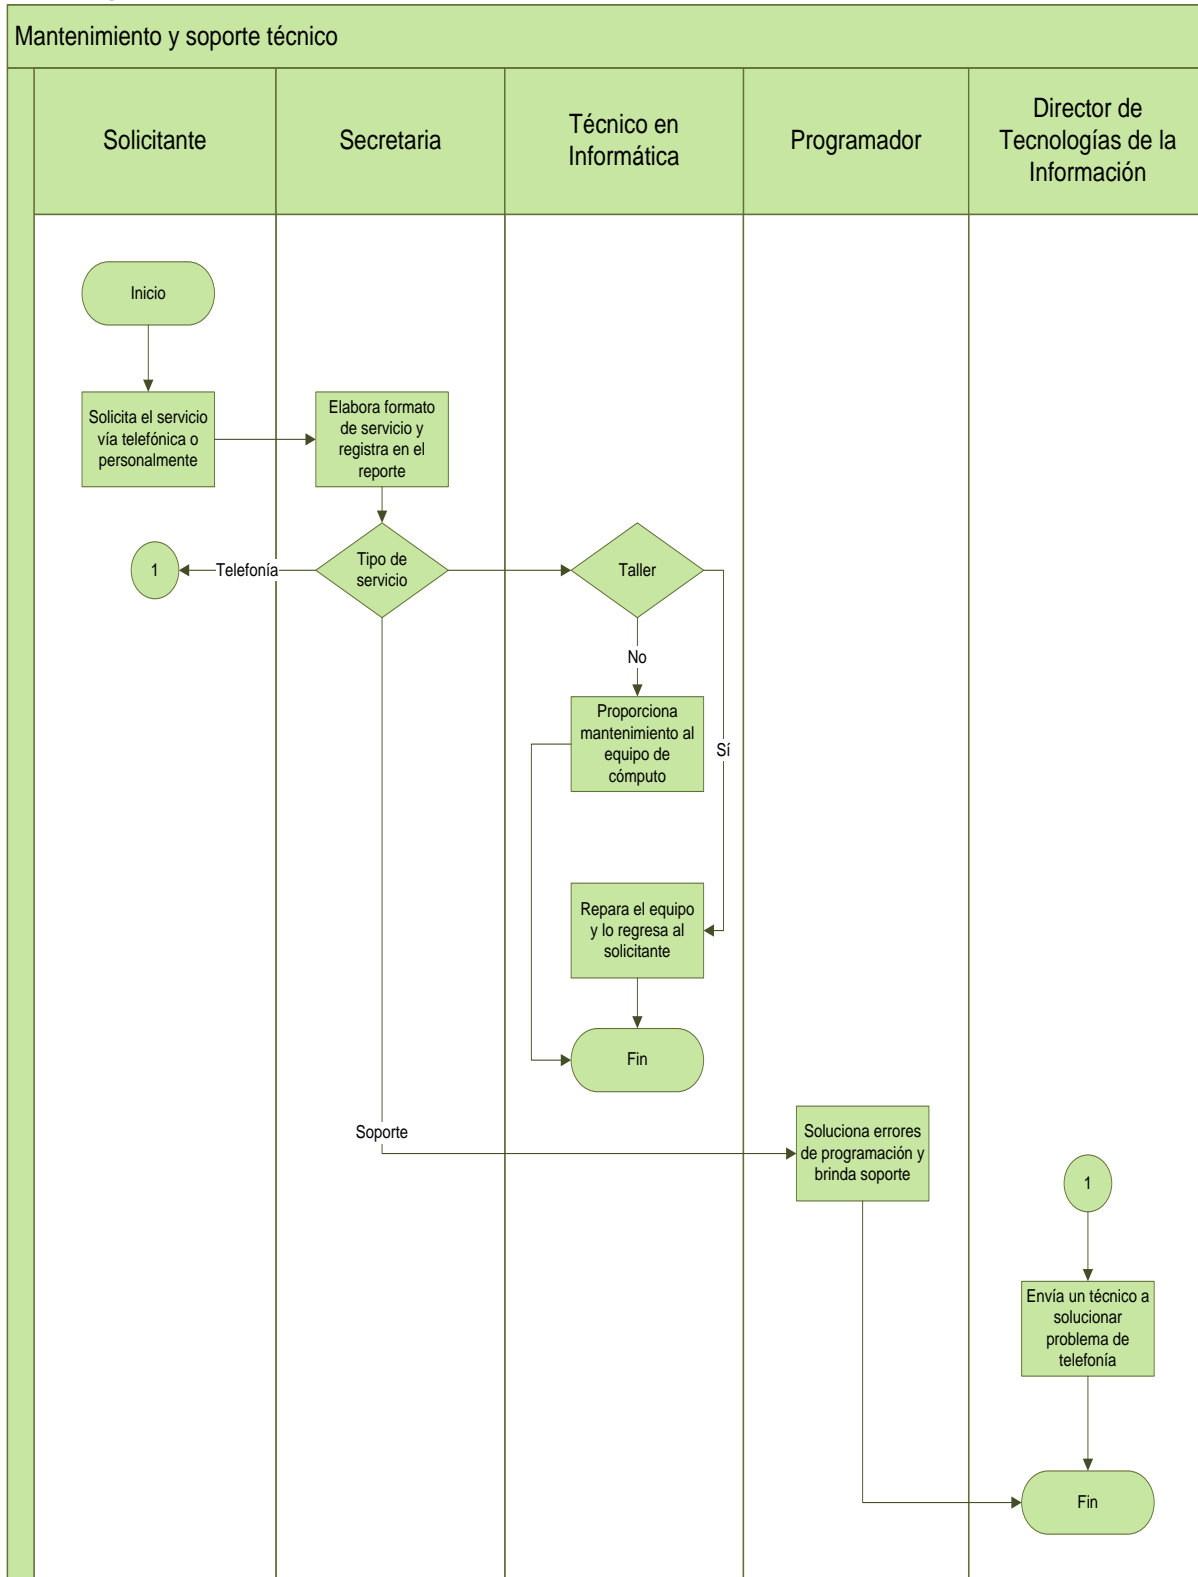 Mantenimiento y soporte técnico
Solicitante
Secretaria
Técnico en
Informática
Programador
Director de
Tecnologías de la
Información
Inicio
Solicita el servicio
vía telefónica o
personalmente
Elabora formato
de servicio y
registra en el
reporte
1
Telefonía
Tipo de
servicio
Taller
No
Proporciona
mantenimiento al
equipo de
cómputo
Sí
Repara el equipo
y lo regresa al
solicitante
Fin
Soporte
Soluciona errores
de programación y
brinda soporte
1
Envía un técnico a
solucionar
problema de
telefonía
Fin